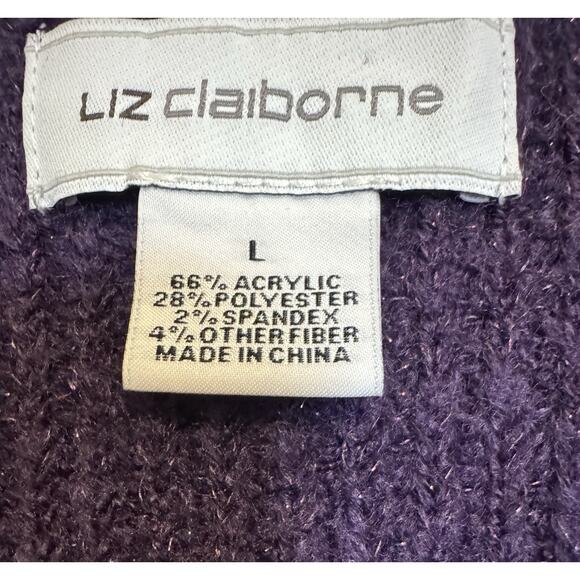 Liz claiborne
L
66% ACRYLIC
28% POLYESTER
2% SPANDEX
4% OTHER FIBER
MADE IN CHINA